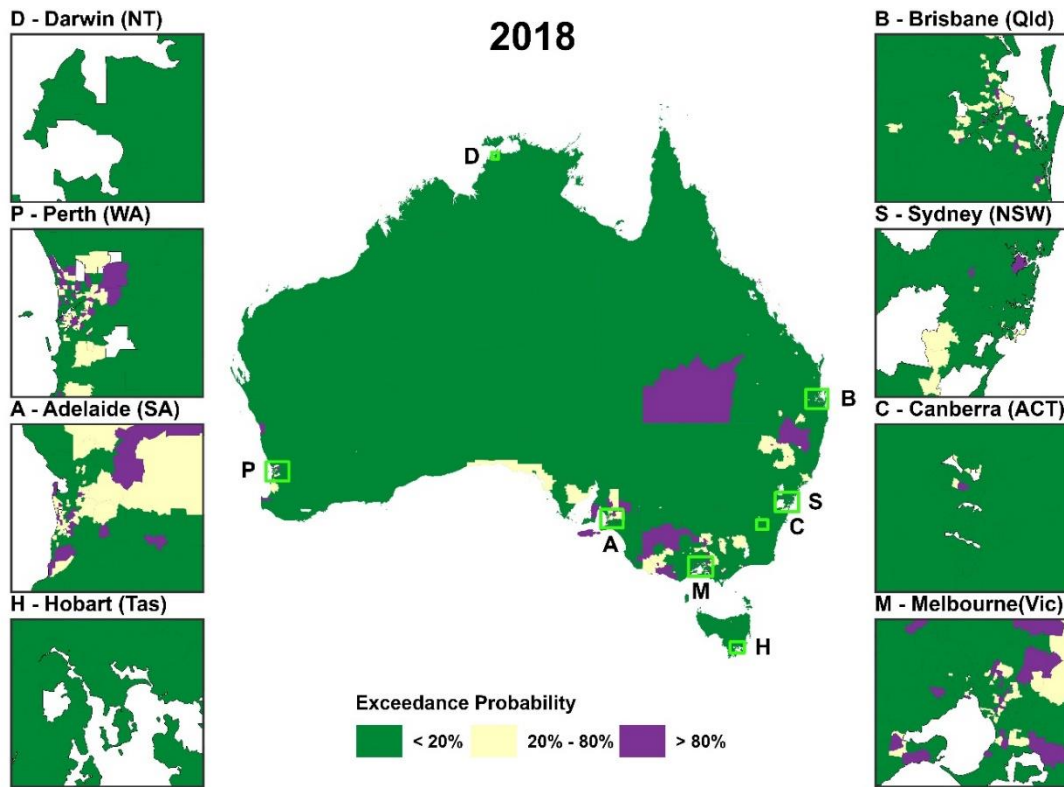 D - Darwin (NT)
2018
B - Brisbane (Qld)
P - Perth (WA)
S - Sydney (NSW)
A - Adelaide (SA)
C - Canberra (ACT)
H - Hobart (Tas)
M - Melbourne(Vic)
D
B
P
S
A
C
M
H
Exceedance Probability
< 20%
20% - 80%
> 80%